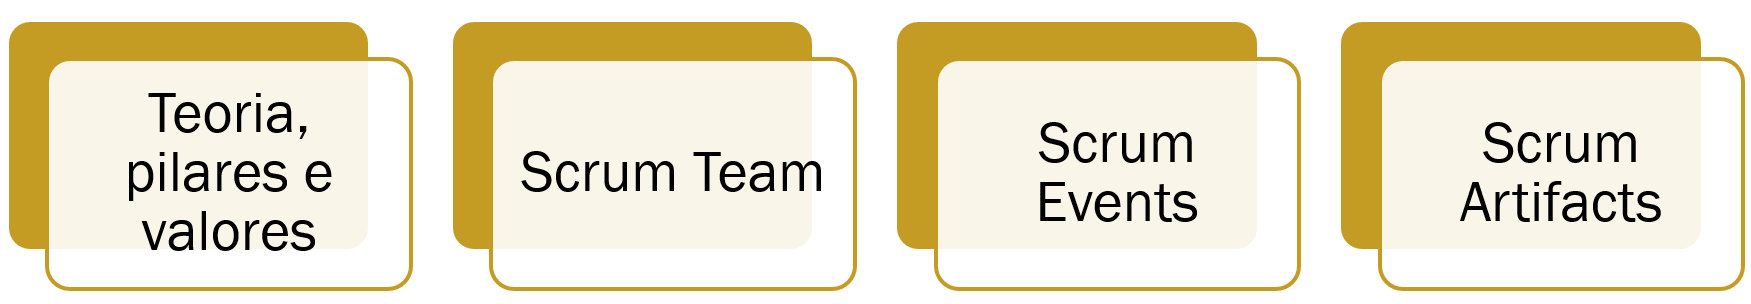 Teoria,
pilares e
valores
Scrum Team
Scrum
Events
Scrum
Artifacts